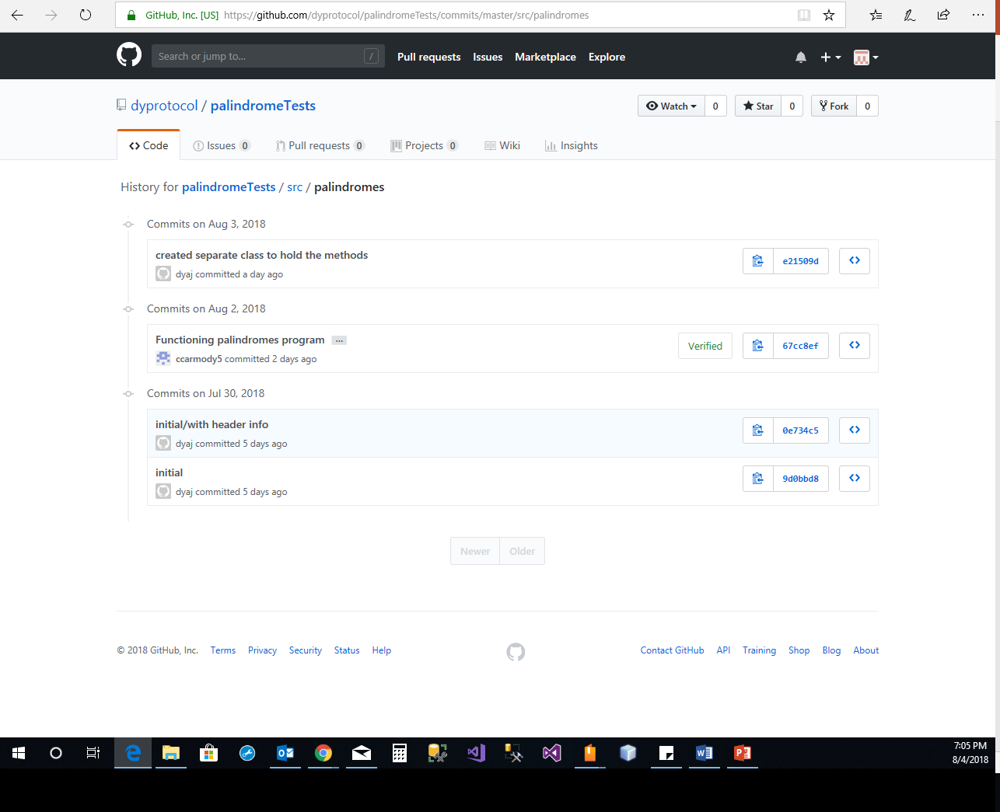 GitHub, Inc. [US] https://github.com/dyprotocol/palindromeTests/commits/master/src/palindromes
Search or jump to... / Pull requests Issues Marketplace Explore
dyprotocol / palindromeTests Watch 0 Star 0 Fork 0
Code Issues 0 Pull requests 0 Projects 0 Wiki Insights
History for palindromeTests / src / palindromes
Commits on Aug 3, 2018
created separate class to hold the methods
dyaj committed a day ago
e21509d
Commits on Aug 2, 2018
Functioning palindromes program ...
ccarmody5 committed 2 days ago
Verified 67cc8ef
Commits on Jul 30, 2018
initial/with header info
dyaj committed 5 days ago
0e734c5
initial
dyaj committed 5 days ago
9d0bbd8
Newer Older
© 2018 GitHub, Inc. Terms Privacy Security Status Help Contact GitHub API Training Shop Blog About
7:05 PM
8/4/2018